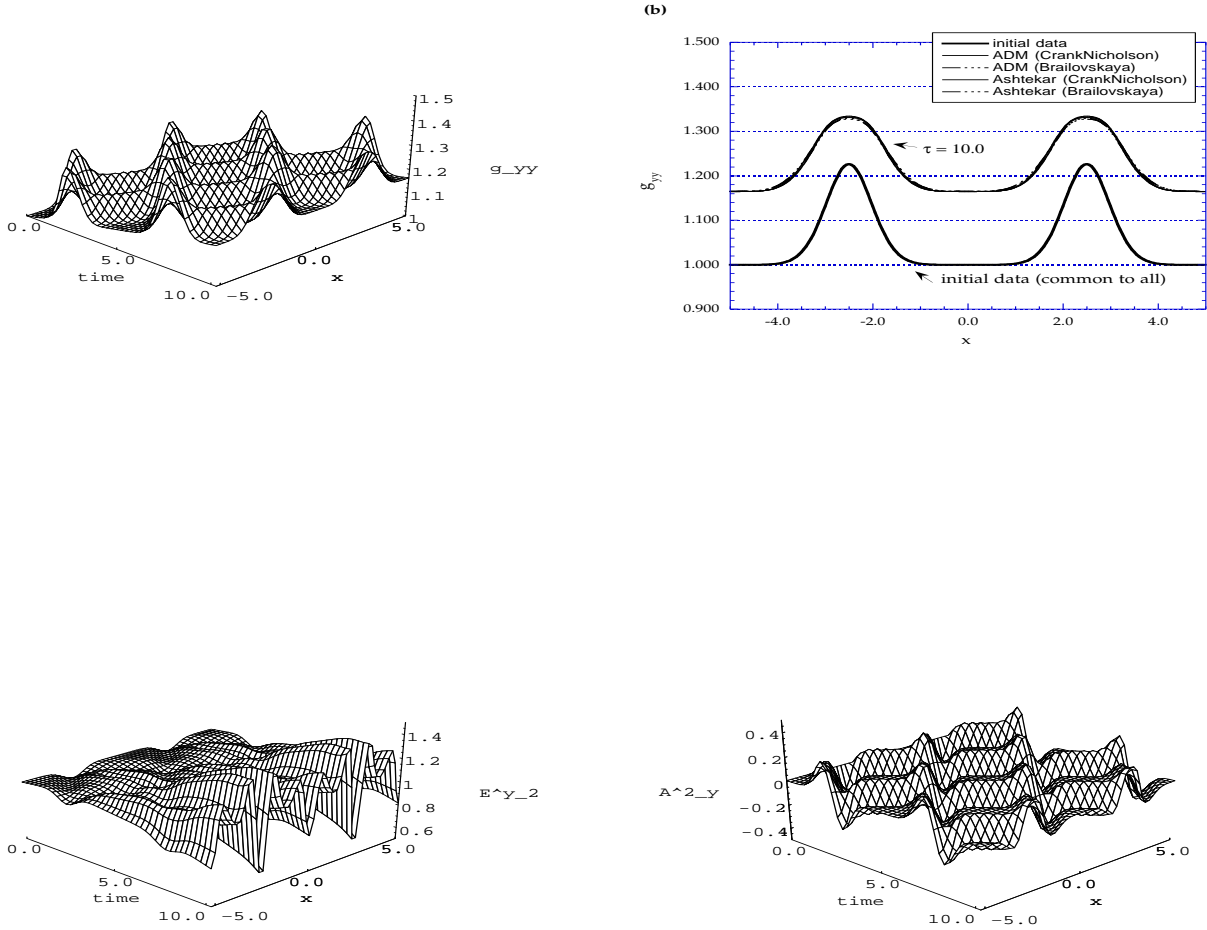 1.5
1.4
1.3
1.2
1.1
1
g_yy
0.0
5.0
10.0
time
-5.0
0.0
5.0
x
(b)
1.500
1.400
1.300
1.200
1.100
1.000
0.900
g_yy
initial data
ADM (CrankNicholson)
ADM (Brailovskaya)
Ashtekar (CrankNicholson)
Ashtekar (Brailovskaya)
τ = 10.0
initial data (common to all)
-4.0 -2.0 0.0 2.0 4.0
x
1.4
1.2
1
0.8
0.6
E^y_2
0.0
5.0
10.0
time
-5.0
0.0
5.0
x
A^2_y
0.4
0.2
0
-0.2
-0.4
0.0
5.0
10.0
time
-5.0
0.0
5.0
x